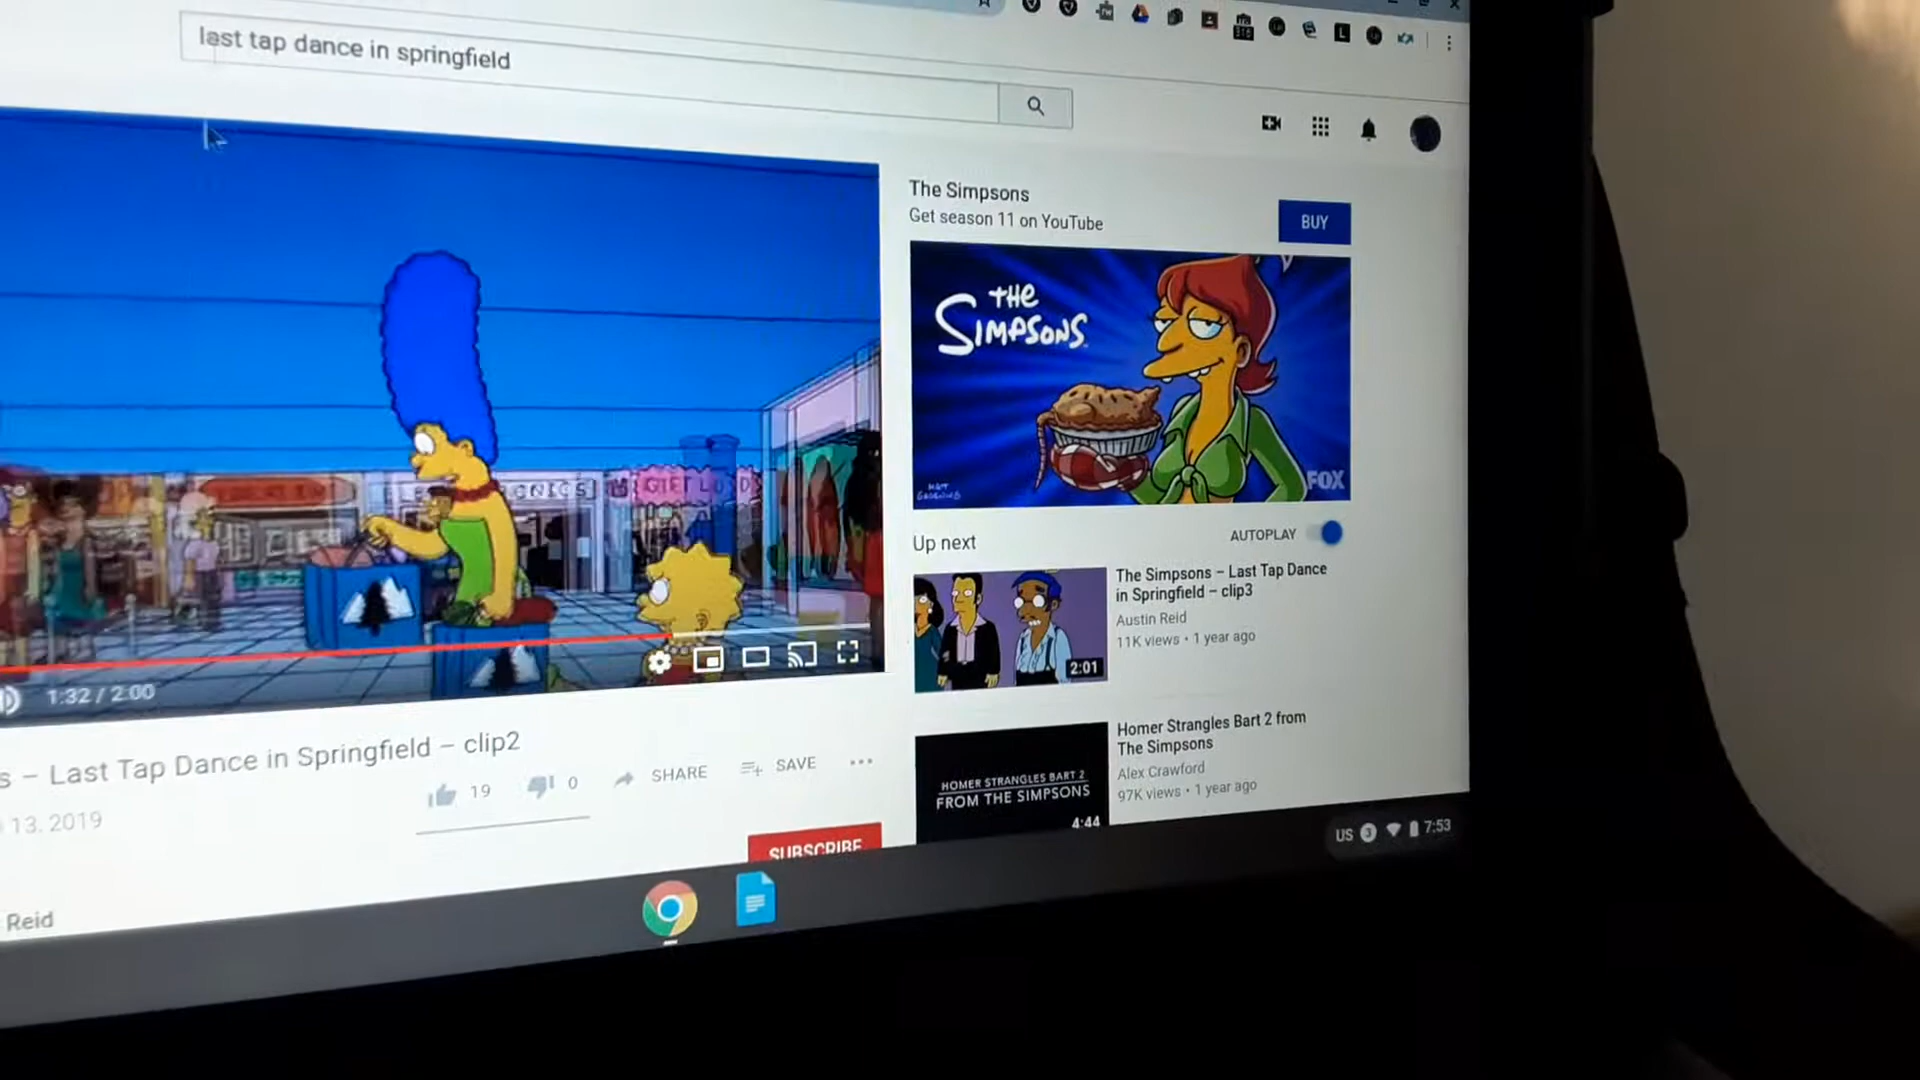 last tap dance in springfield
The Simpsons
Get season 11 on YouTube
BUY
THE
SIMPSONS
MATT
GROENING
FOX
Up next
AUTOPLAY
The Simpsons – Last Tap Dance
in Springfield – clip3
Austin Reid
11K views • 1 year ago
2:01
1:32 / 2:00
s – Last Tap Dance in Springfield – clip2
19
0
SHARE
SAVE
13, 2019
Homer Strangles Bart 2 from
The Simpsons
Alex Crawford
97K views • 1 year ago
HOMER STRANGLES BART 2
FROM THE SIMPSONS
4:44
SUBSCRIBE
Reid
US
3
7:53